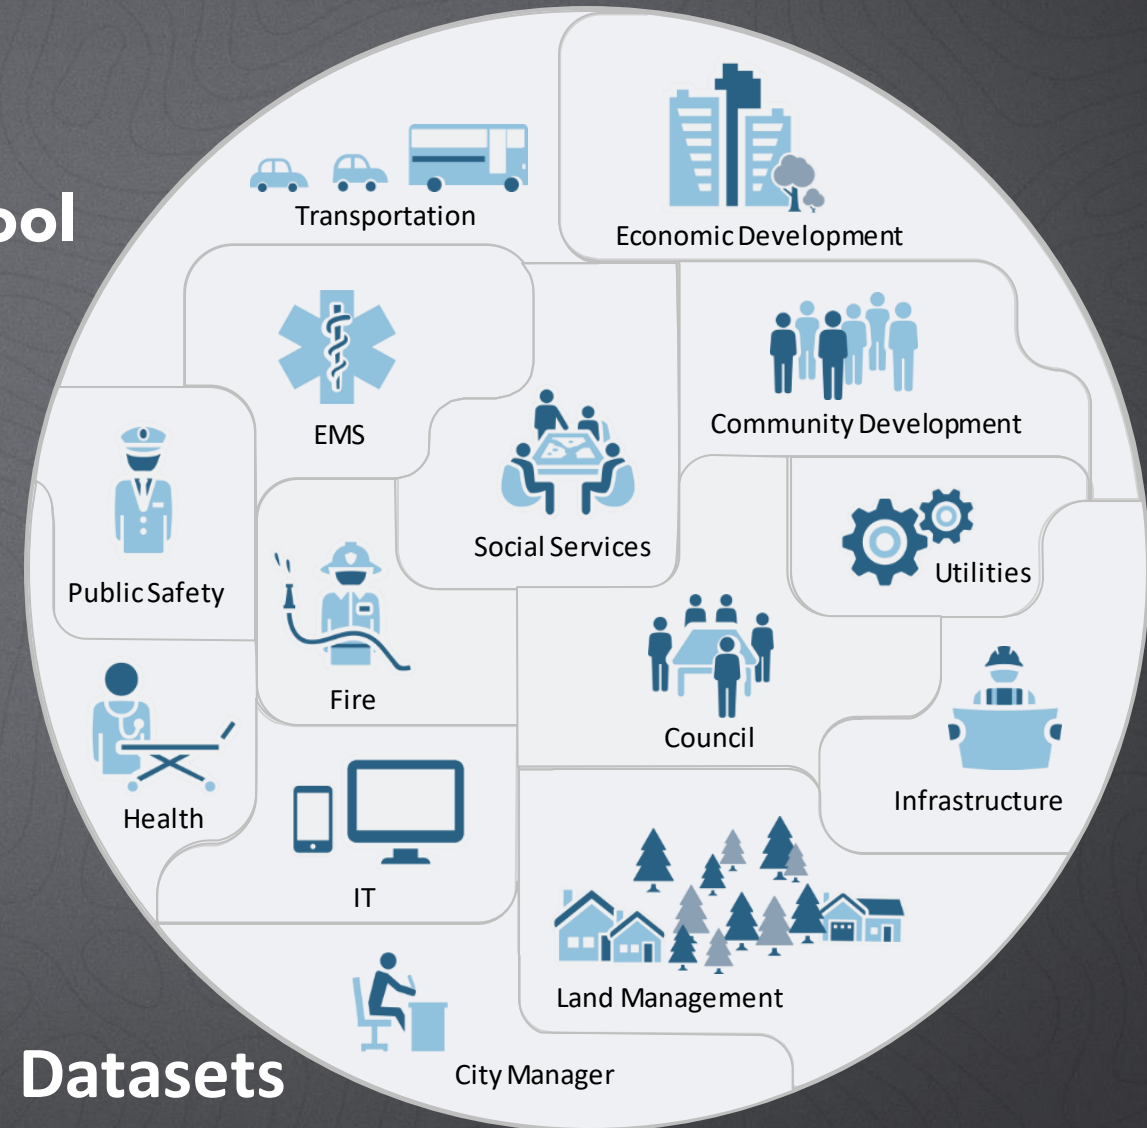 ool
Transportation
Economic Development
EMS
Community Development
Social Services
Public Safety
Utilities
Fire
Council
Health
Infrastructure
IT
Land Management
City Manager
Datasets